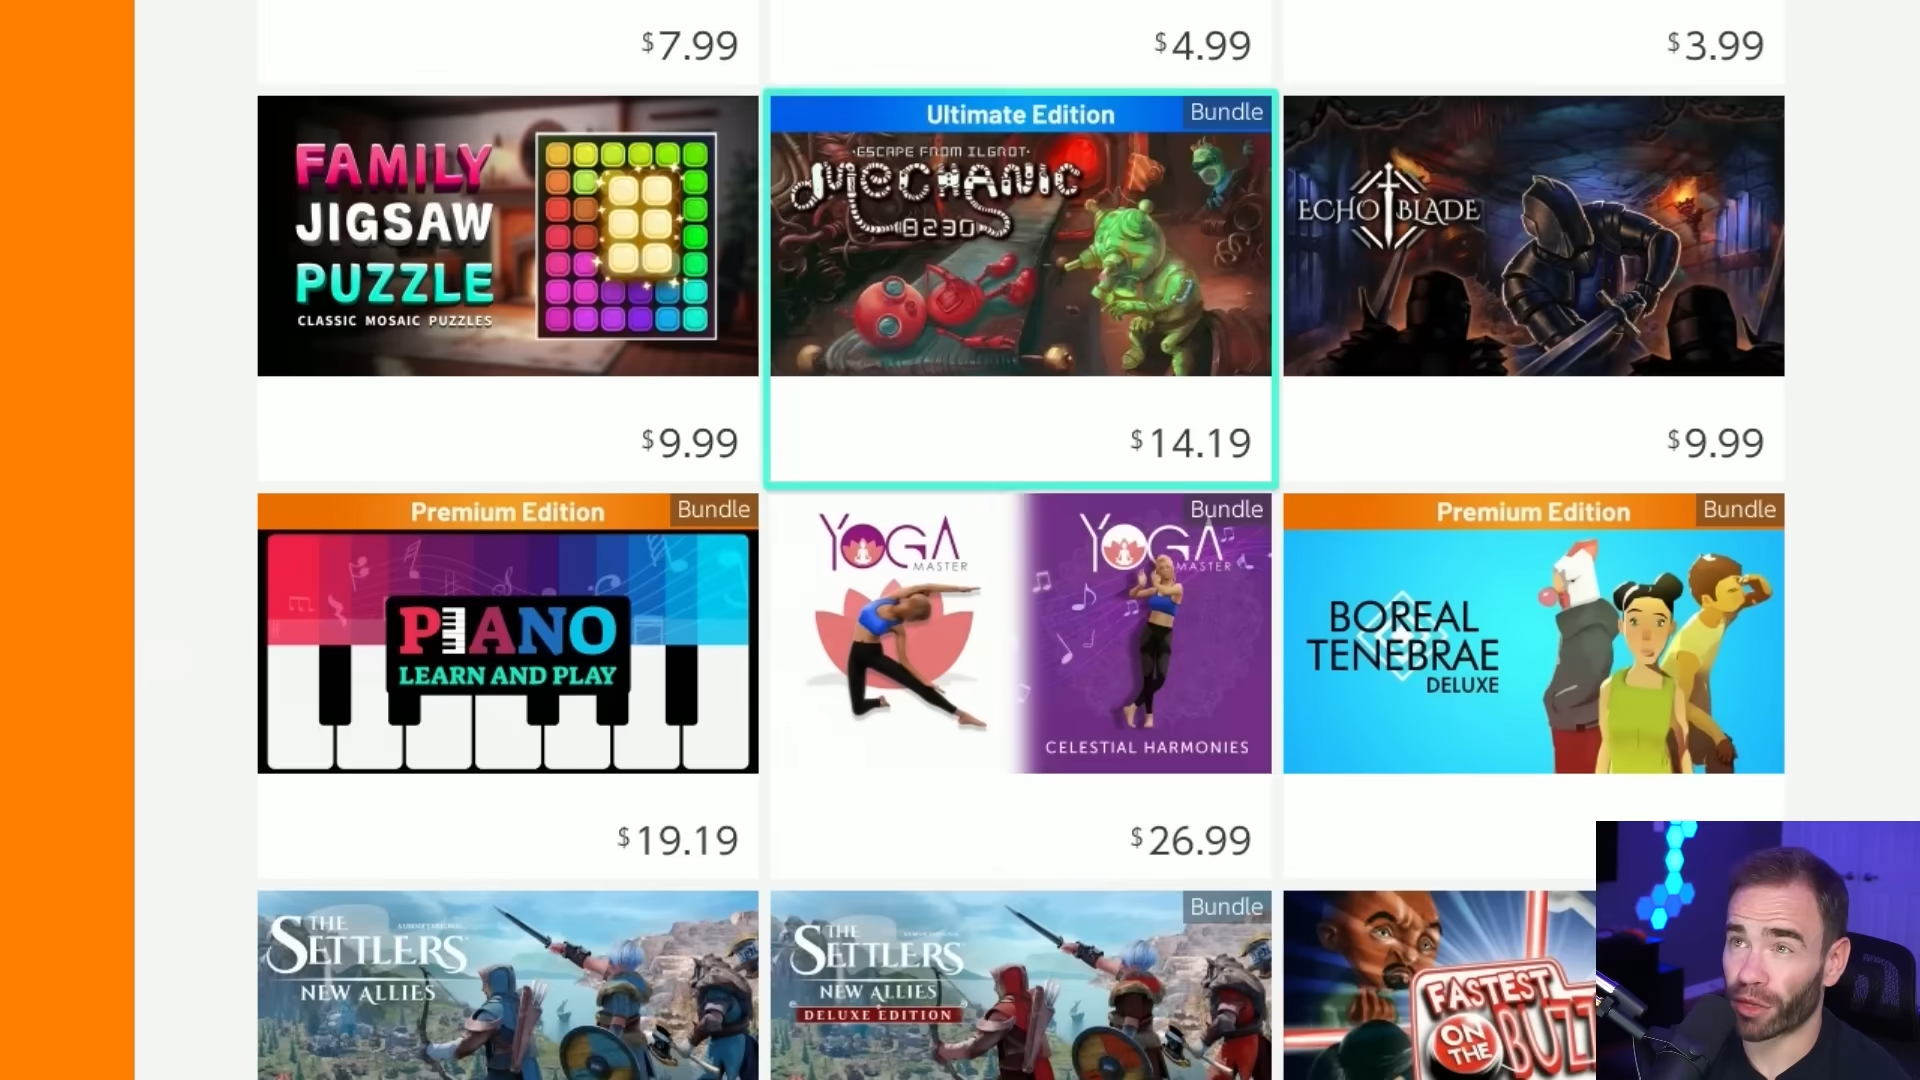 $7.99
$4.99
$3.99
FAMILY
JIGSAW
PUZZLE
CLASSIC MOSAIC PUZZLES
$9.99
Ultimate Edition
Bundle
·ESCAPE FROM ILGROT·
MECHANIC
8230
$14.19
ECHOBLADE
$9.99
Premium Edition
Bundle
PIANO
LEARN AND PLAY
$19.19
Bundle
YOGA
MASTER
YOGA
MASTER
CELESTIAL HARMONIES
$26.99
Premium Edition
Bundle
BOREAL
TENEBRAE
DELUXE
THE
SETTLERS
NEW ALLIES
Bundle
THE
SETTLERS
NEW ALLIES
DELUXE EDITION
FASTEST
ON
THE